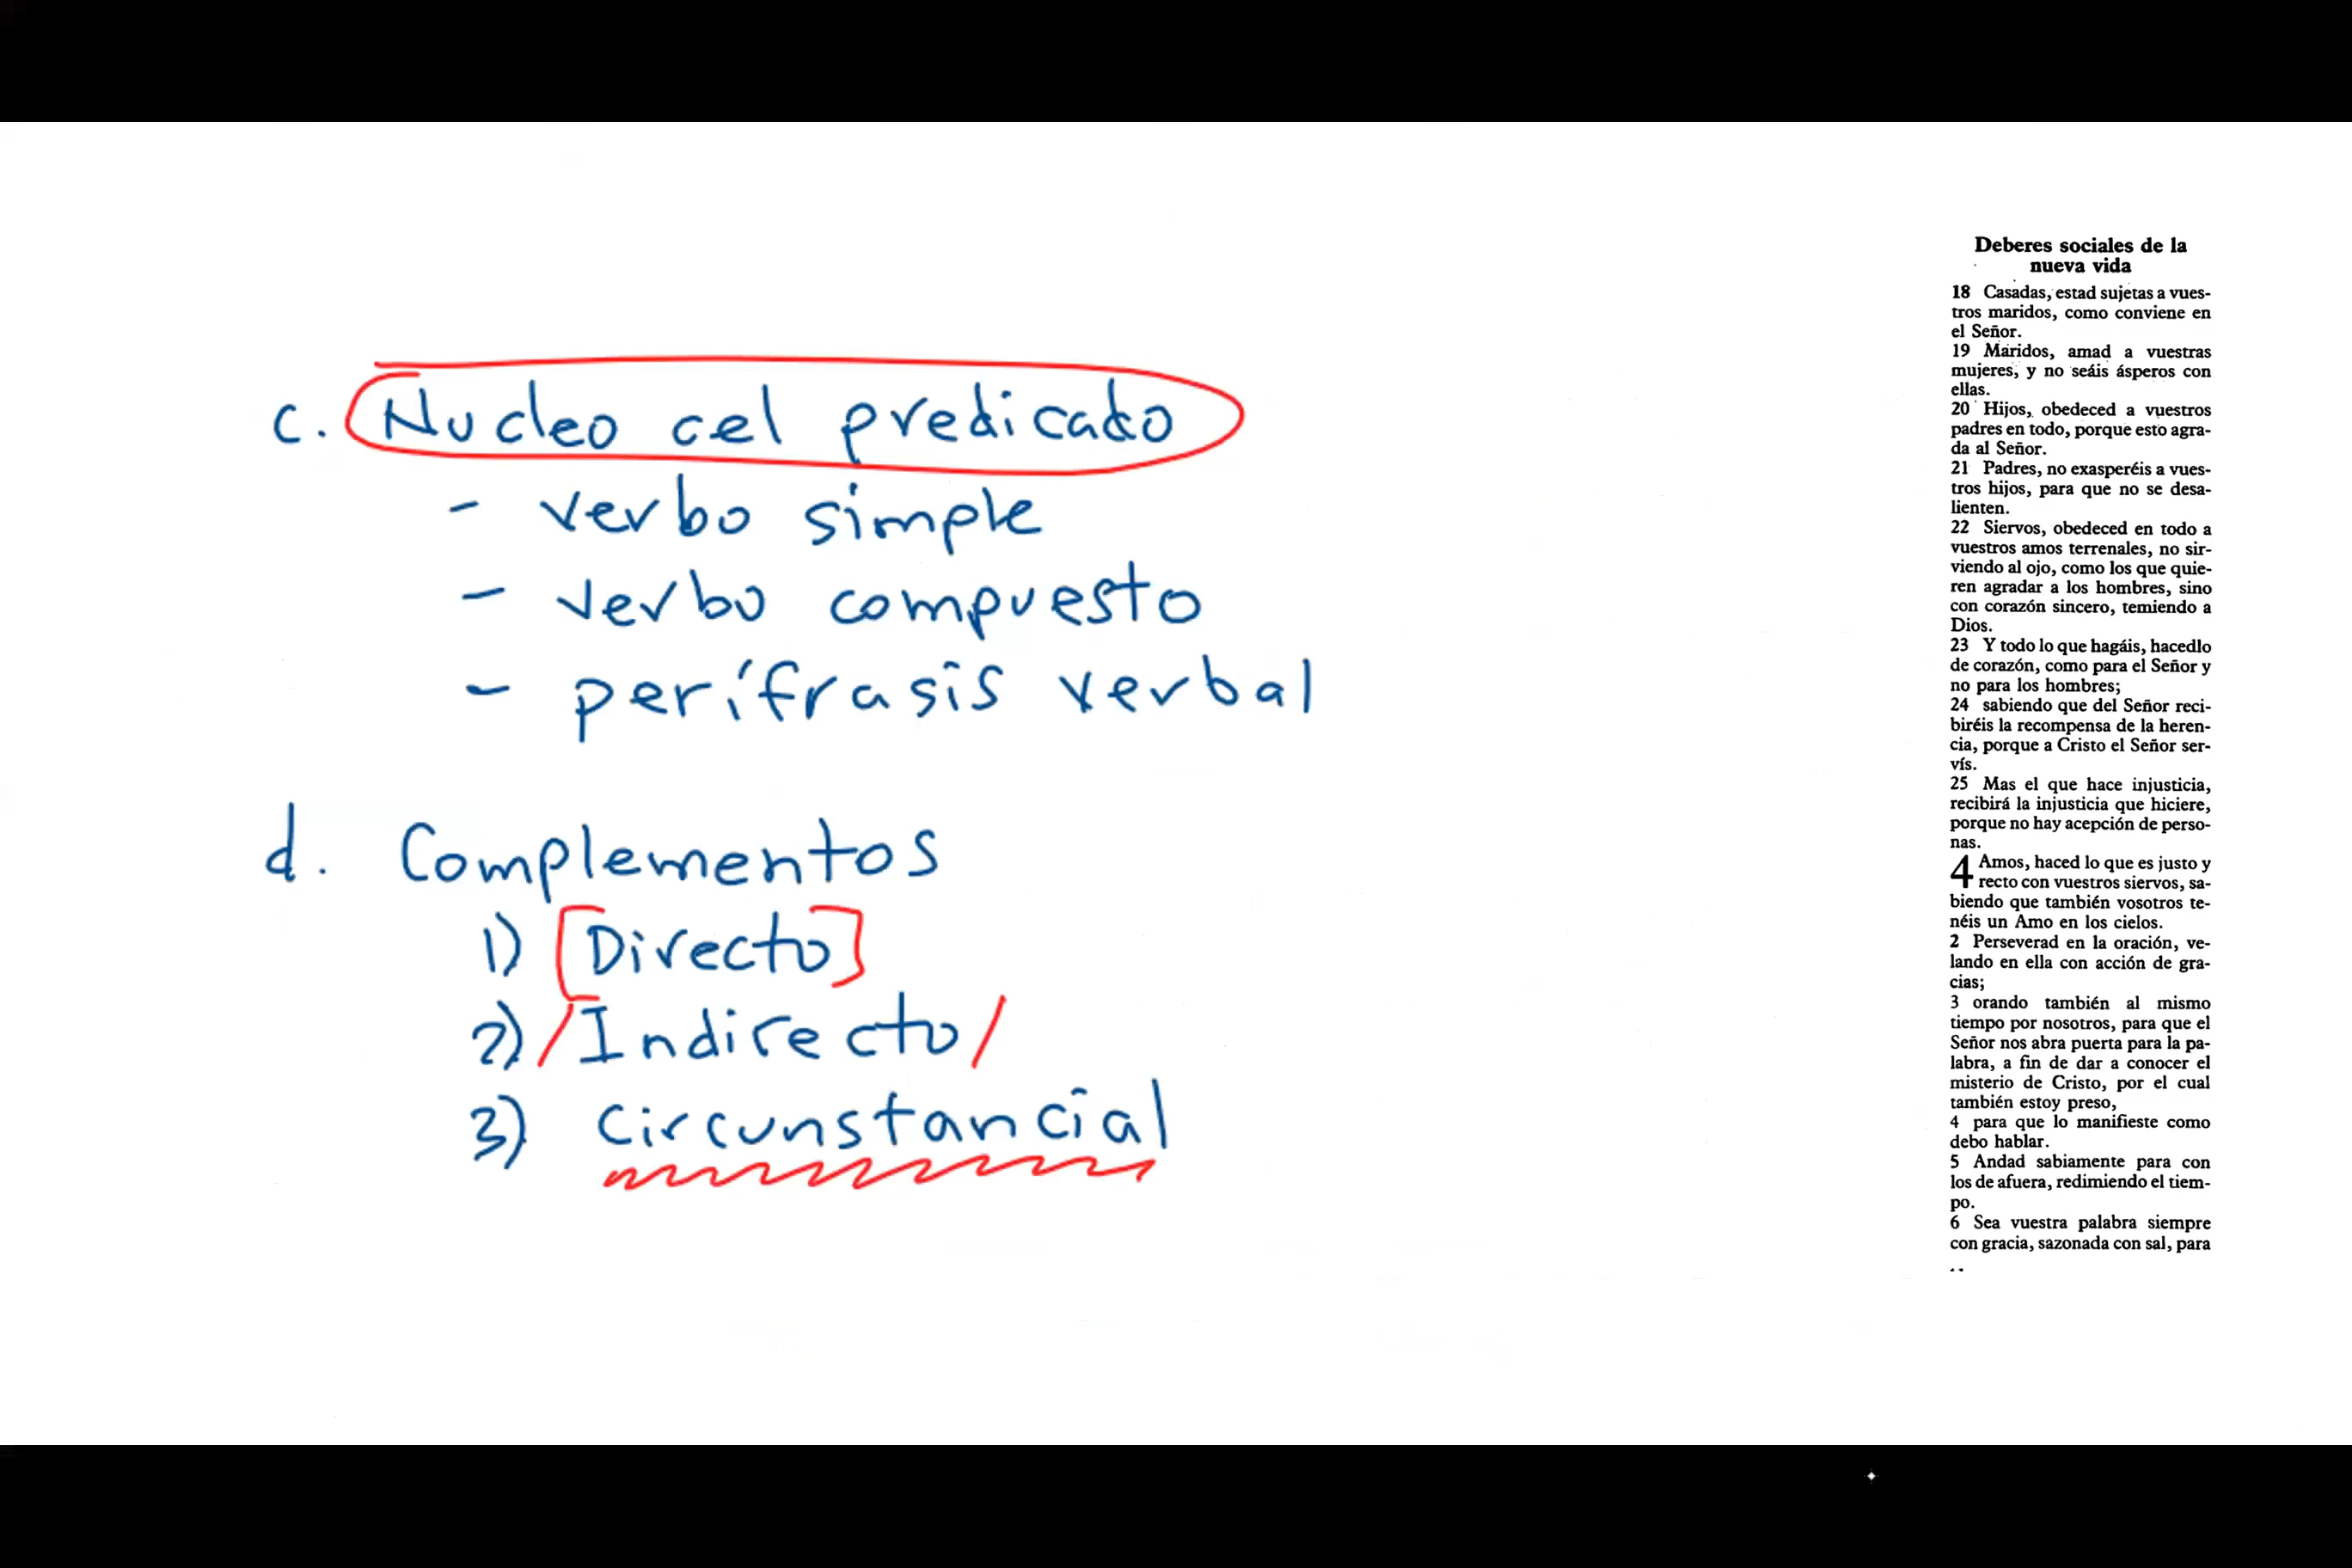 c. Nucleo cel predicado
- verbo simple
- verbo compuesto
- perífrasis verbal
d. Complementos
1) [Directo]
2) /Indirecto/
3) Circunstancial
Deberes sociales de la
nueva vida
18 Casadas, estad sujetas a vues-
tros maridos, como conviene en
el Señor.
19 Maridos, amad a vuestras
mujeres, y no seáis ásperos con
ellas.
20 Hijos, obedeced a vuestros
padres en todo, porque esto agra-
da al Señor.
21 Padres, no exasperéis a vues-
tros hijos, para que no se desa-
lienten.
22 Siervos, obedeced en todo a
vuestros amos terrenales, no sir-
viendo al ojo, como los que quie-
ren agradar a los hombres, sino
con corazón sincero, temiendo a
Dios.
23 Y todo lo que hagáis, hacedlo
de corazón, como para el Señor y
no para los hombres;
24 sabiendo que del Señor reci-
biréis la recompensa de la heren-
cia, porque a Cristo el Señor ser-
vís.
25 Mas el que hace injusticia,
recibirá la injusticia que hiciere,
porque no hay acepción de perso-
nas.
4 Amos, haced lo que es justo y
recto con vuestros siervos, sa-
biendo que también vosotros te-
néis un Amo en los cielos.
2 Perseverad en la oración, ve-
lando en ella con acción de gra-
cias;
3 orando también al mismo
tiempo por nosotros, para que el
Señor nos abra puerta para la pa-
labra, a fin de dar a conocer el
misterio de Cristo, por el cual
también estoy preso,
4 para que lo manifieste como
debo hablar.
5 Andad sabiamente para con
los de afuera, redimiendo el tiem-
po.
6 Sea vuestra palabra siempre
con gracia, sazonada con sal, para